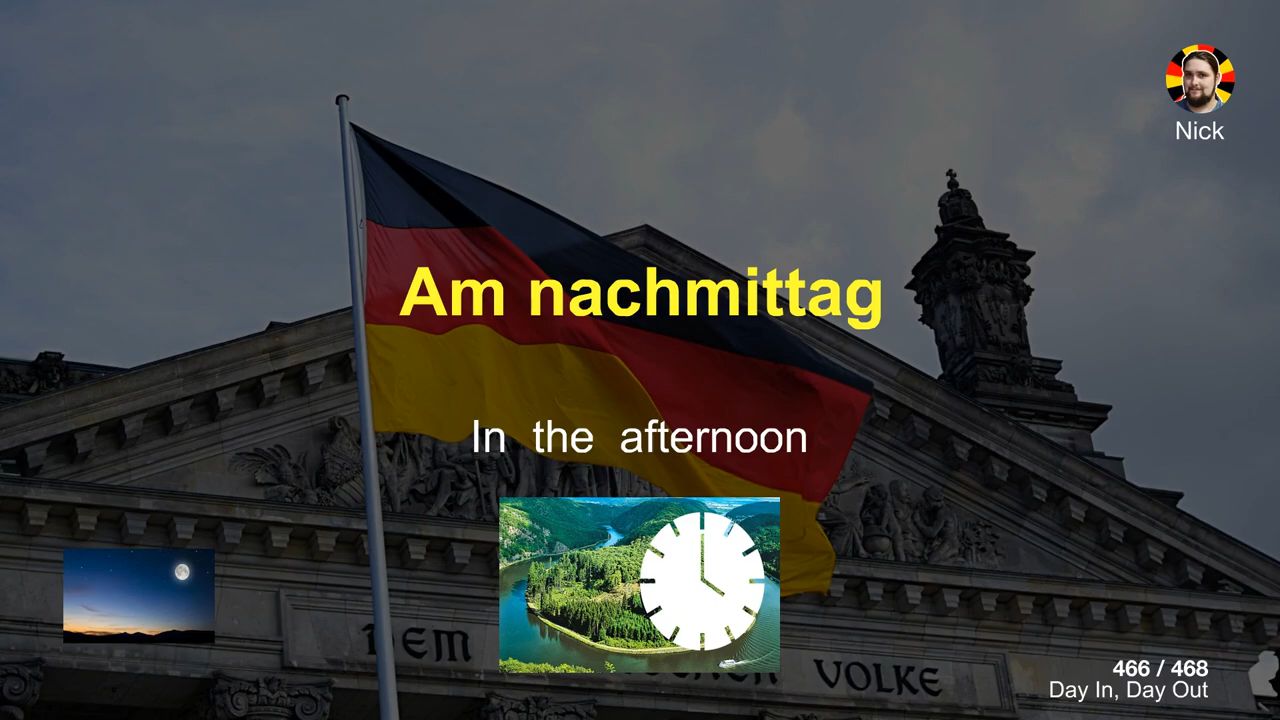 Nick
Am nachmittag
In the afternoon
DEM
VOLKE
466 / 468
Day In, Day Out